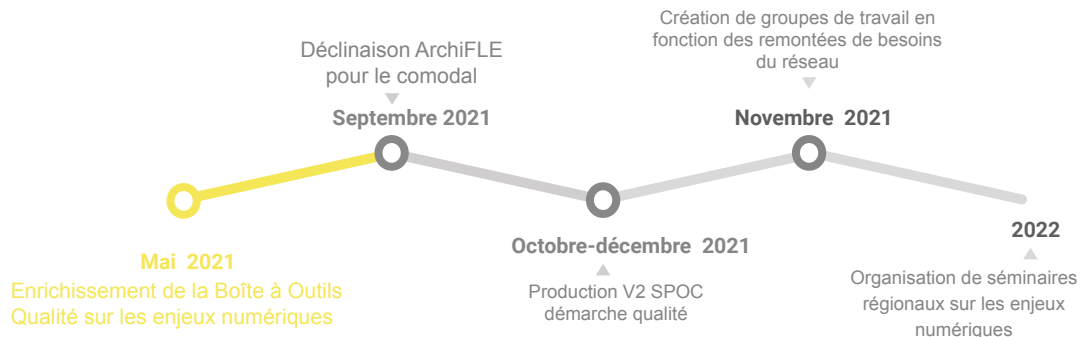 Mai 2021
Enrichissement de la Boîte à Outils
Qualité sur les enjeux numériques
Déclinaison ArchiFLE
pour le comodal
Septembre 2021
Octobre-décembre 2021
Production V2 SPOC
démarche qualité
Création de groupes de travail en
fonction des remontées de besoins
du réseau
Novembre 2021
2022
Organisation de séminaires
régionaux sur les enjeux
numériques